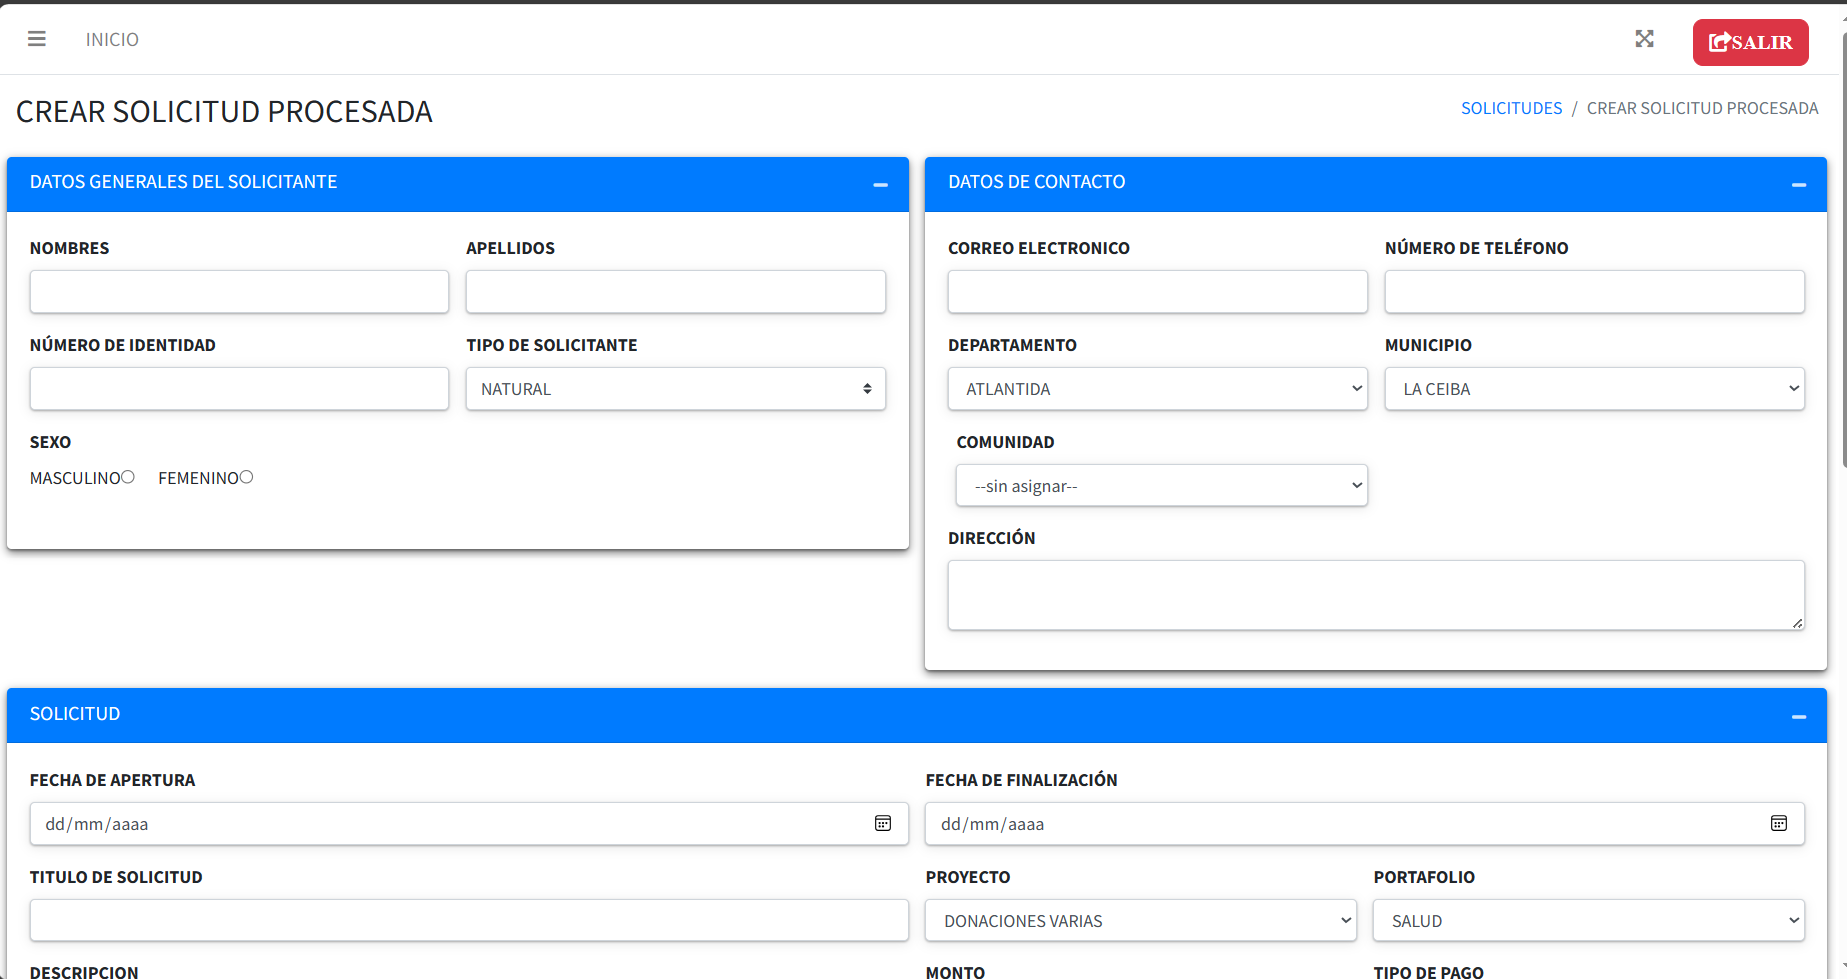 INICIO
SALIR
CREAR SOLICITUD PROCESADA
SOLICITUDES / CREAR SOLICITUD PROCESADA
DATOS GENERALES DEL SOLICITANTE
NOMBRES
APELLIDOS
NÚMERO DE IDENTIDAD
TIPO DE SOLICITANTE
NATURAL
SEXO
MASCULINO
FEMENINO
DATOS DE CONTACTO
CORREO ELECTRONICO
NÚMERO DE TELÉFONO
DEPARTAMENTO
MUNICIPIO
ATLANTIDA
LA CEIBA
COMUNIDAD
--sin asignar--
DIRECCIÓN
SOLICITUD
FECHA DE APERTURA
FECHA DE FINALIZACIÓN
dd/mm/aaaa
dd/mm/aaaa
TITULO DE SOLICITUD
PROYECTO
PORTAFOLIO
DONACIONES VARIAS
SALUD
DESCRIPCION
MONTO
TIPO DE PAGO